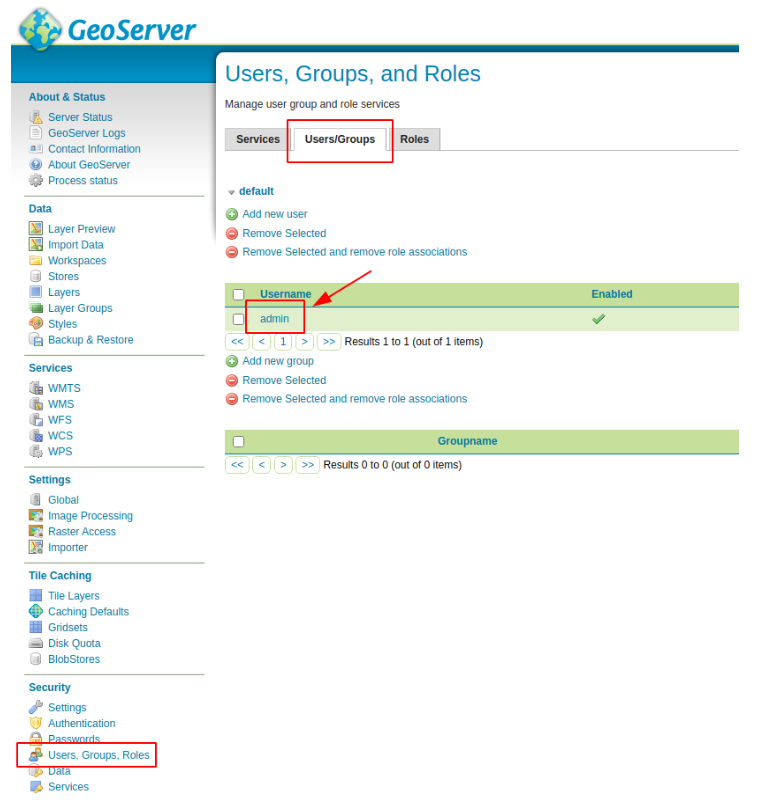 GeoServer
About & Status
Server Status
GeoServer Logs
Contact Information
About GeoServer
Process status
Data
Layer Preview
Import Data
Workspaces
Stores
Layers
Layer Groups
Styles
Backup & Restore
Services
WMTS
WMS
WFS
WCS
WPS
Settings
Global
Image Processing
Raster Access
Importer
Tile Caching
Tile Layers
Caching Defaults
Gridsets
Disk Quota
BlobStores
Security
Settings
Authentication
Passwords
Users, Groups, Roles
Data
Services
Users, Groups, and Roles
Manage user group and role services
Services Users/Groups Roles
default
Add new user
Remove Selected
Remove Selected and remove role associations
Username Enabled
admin
<< < 1 > >> Results 1 to 1 (out of 1 items)
Add new group
Remove Selected
Remove Selected and remove role associations
Groupname
<< < > >> Results 0 to 0 (out of 0 items)